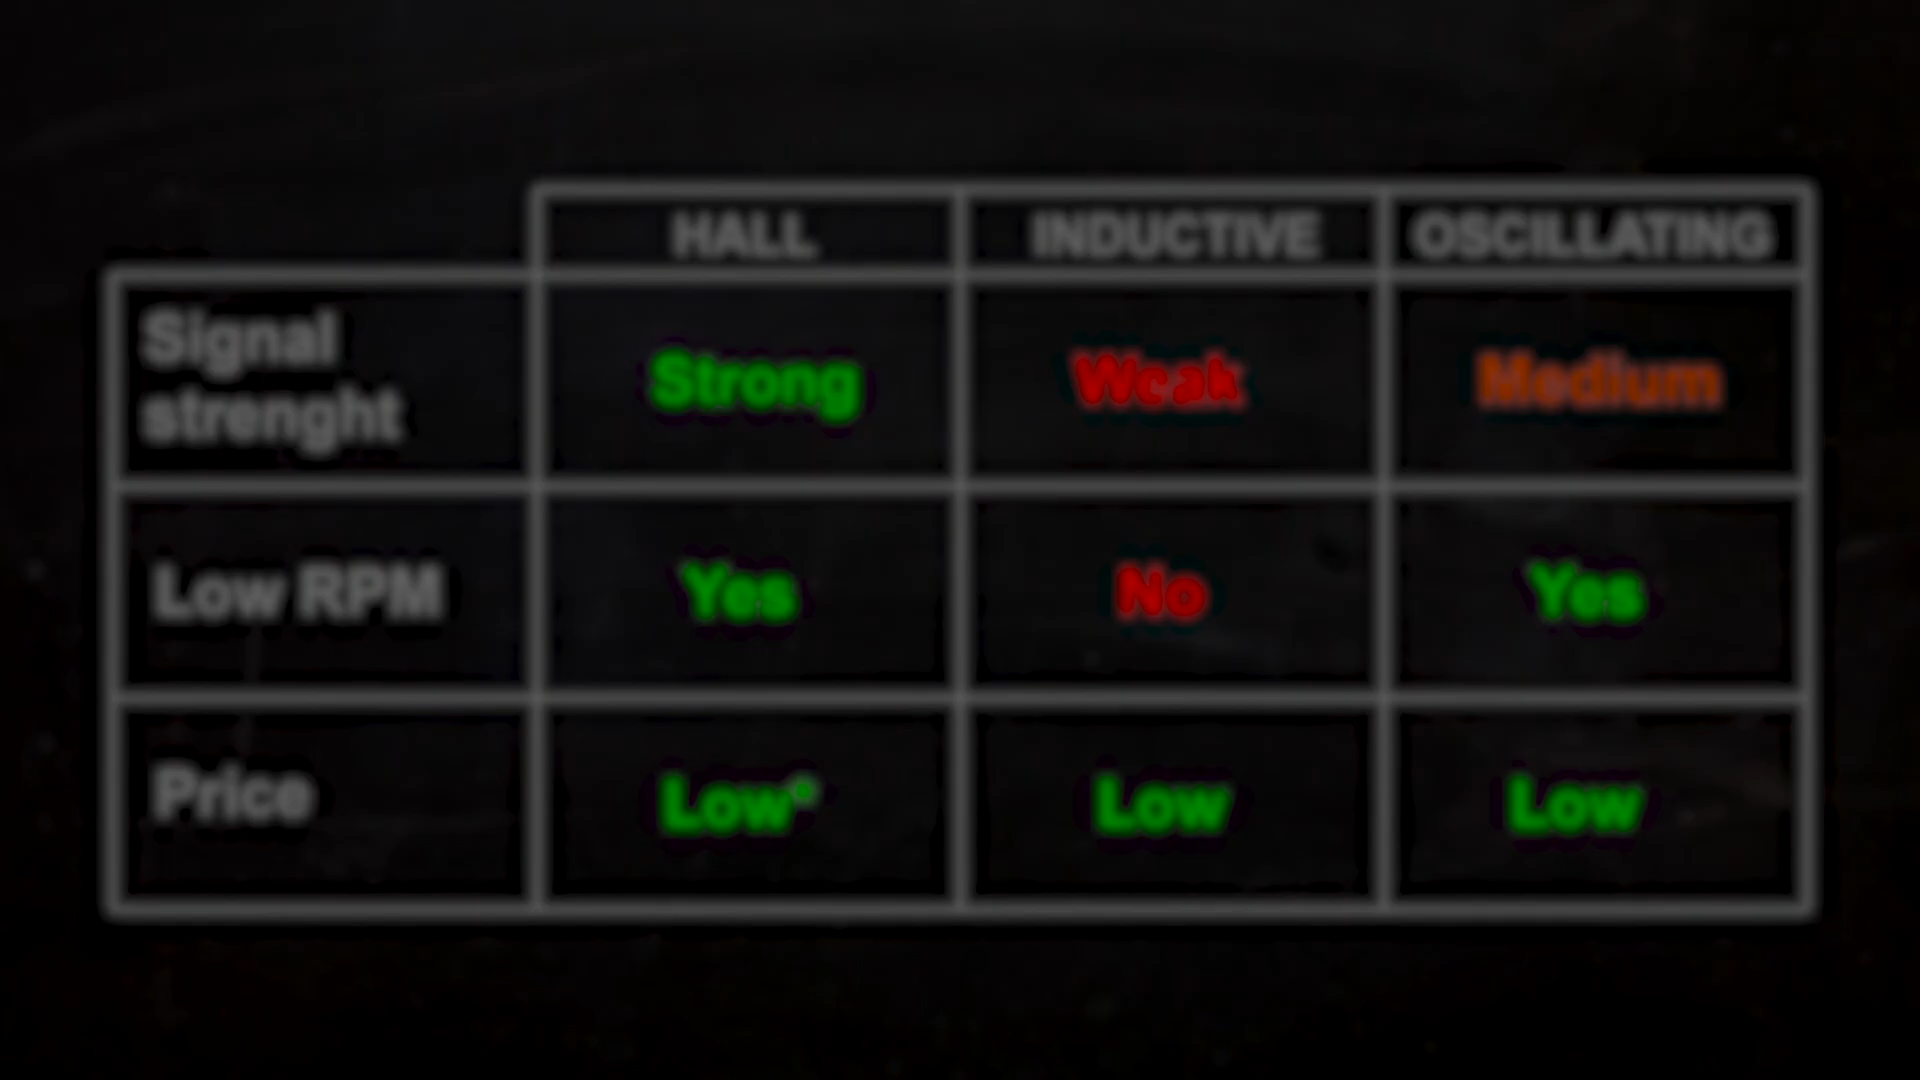 HALL INDUCTIVE OSCILLATING
Signal
strenght
Strong Weak Medium
Low RPM Yes No Yes
Price Low* Low Low